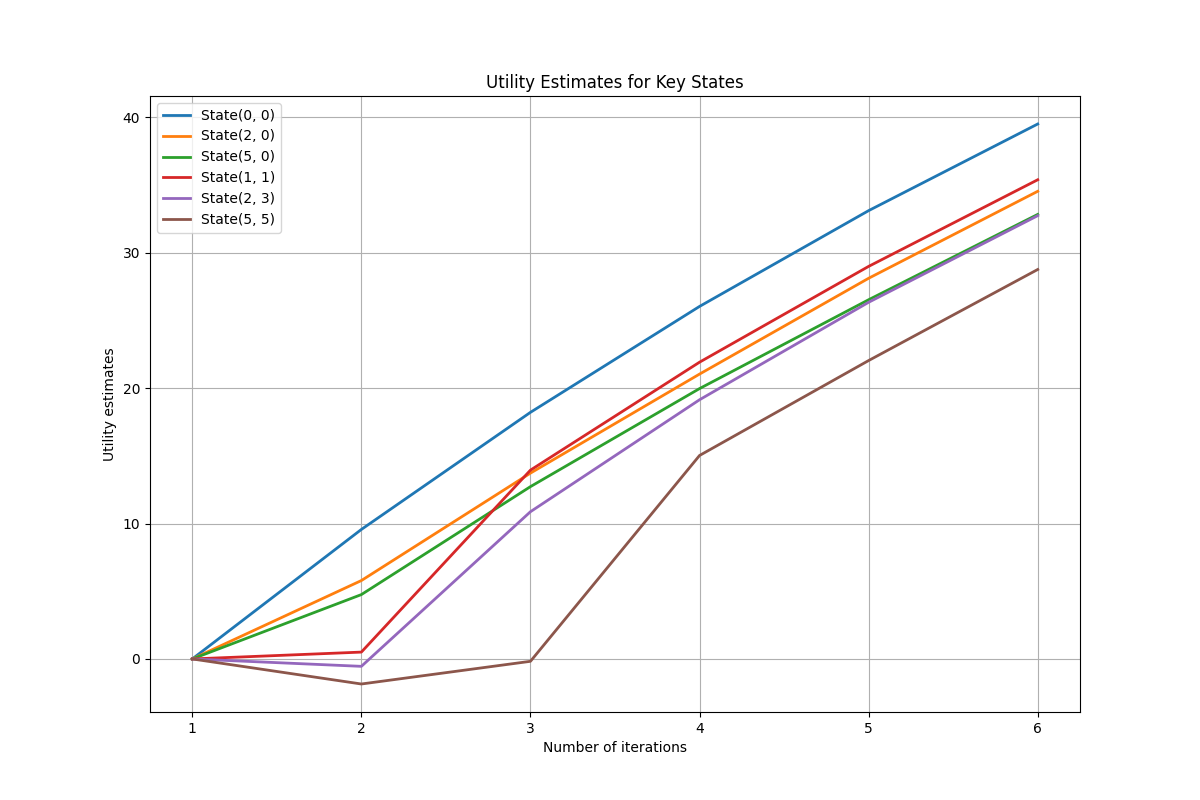 Utility Estimates for Key States
State(0, 0)
State(2, 0)
State(5, 0)
State(1, 1)
State(2, 3)
State(5, 5)
40
30
20
10
0
Utility estimates
1 2 3 4 5 6
Number of iterations